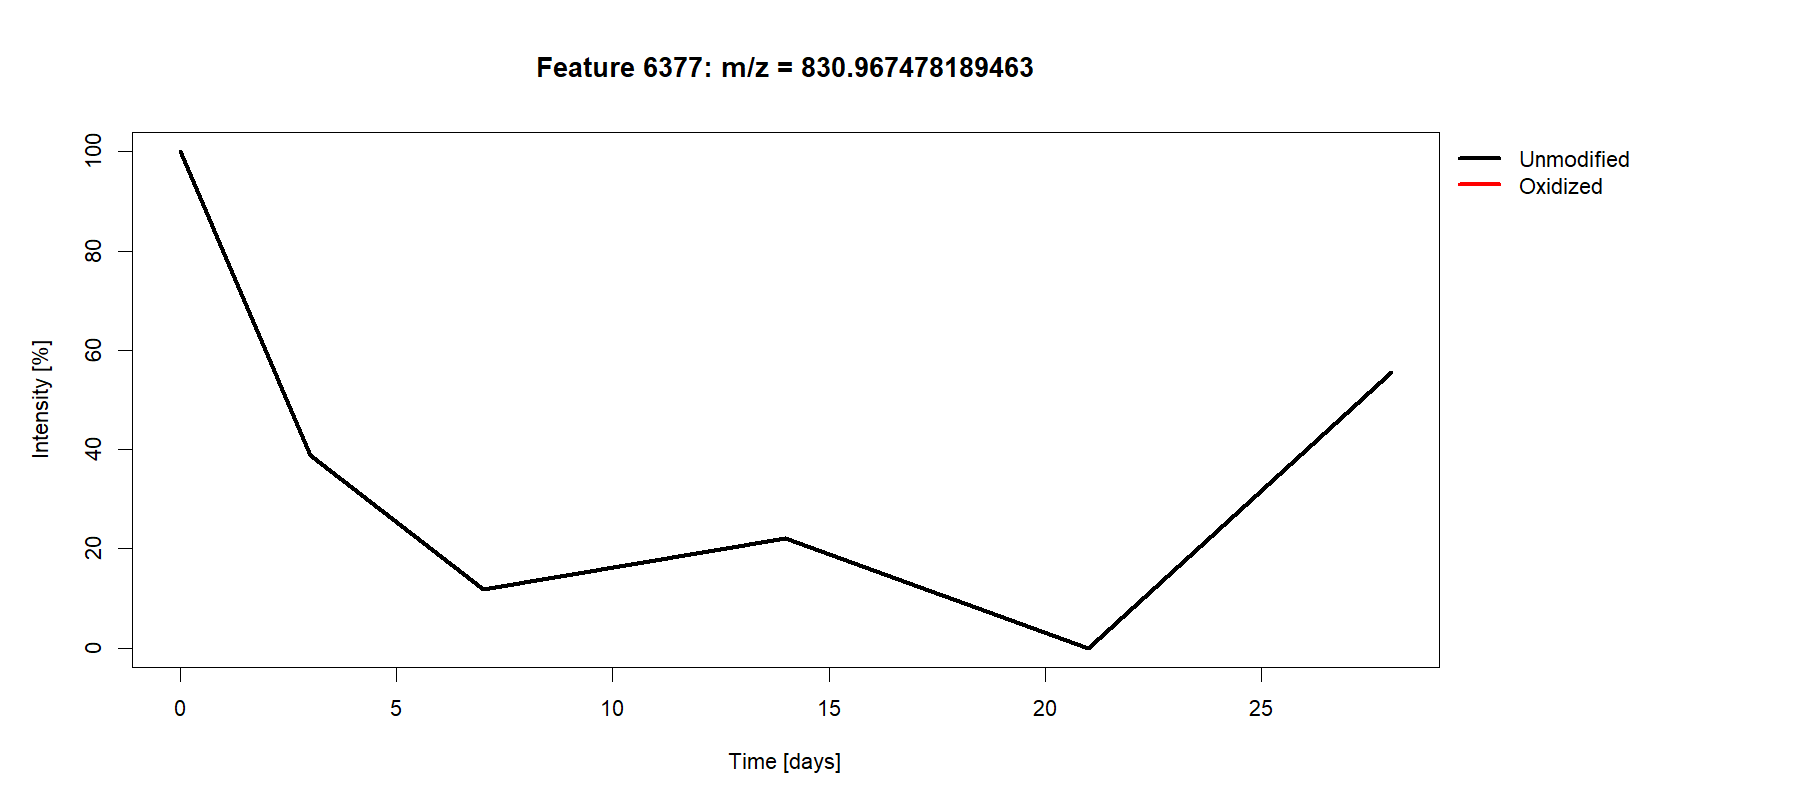 Feature 6377: m/z = 830.967478189463
Unmodified
Oxidized
Intensity [%]
100
80
60
40
20
0
0 5 10 15 20 25
Time [days]